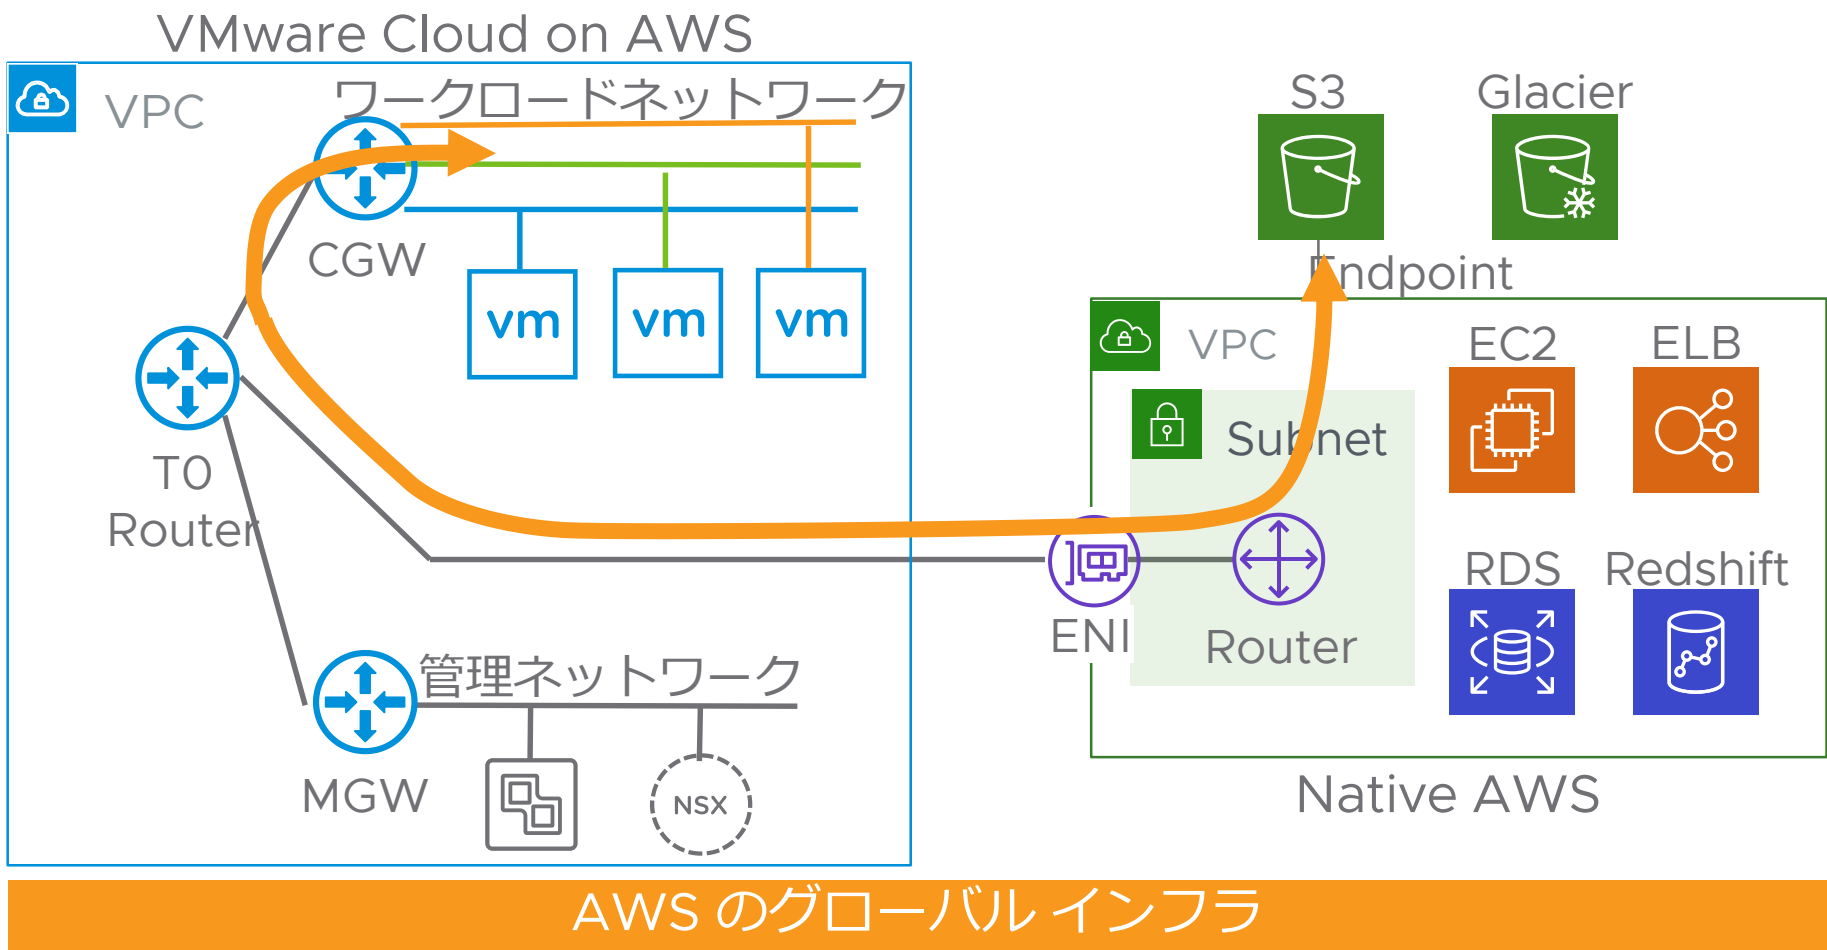 VMware Cloud on AWS
VPC
ワークロードネットワーク
CGW
vm
vm
vm
T0
Router
管理ネットワーク
MGW
NSX
S3
Glacier
Endpoint
VPC
EC2
ELB
Subnet
RDS
Redshift
ENI
Router
Native AWS
AWS のグローバル インフラ